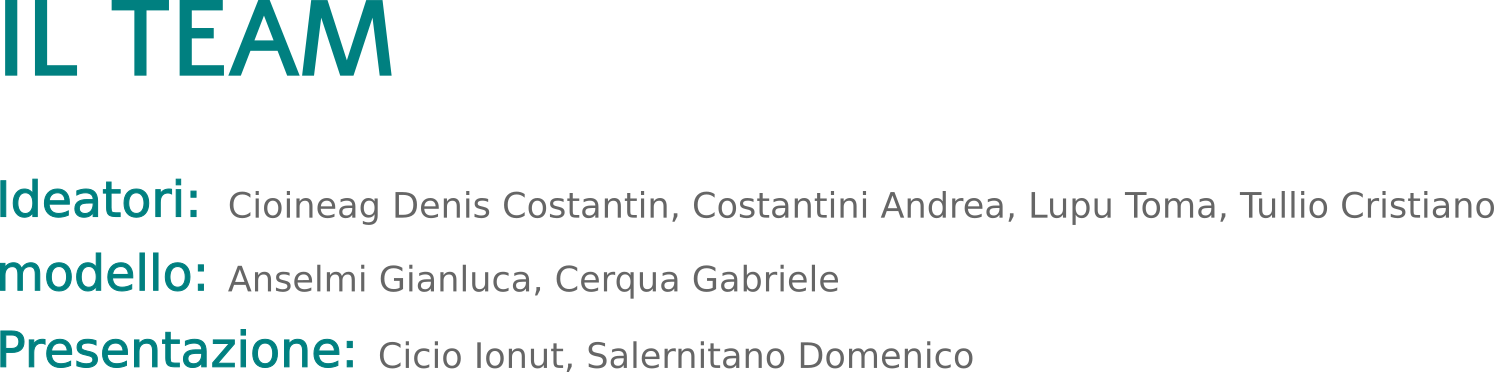 IL TEAM
Ideatori: Cioineag Denis Costantin, Costantini Andrea, Lupu Toma, Tullio Cristiano
modello: Anselmi Gianluca, Cerqua Gabriele
Presentazione: Cicio Ionut, Salernitano Domenico